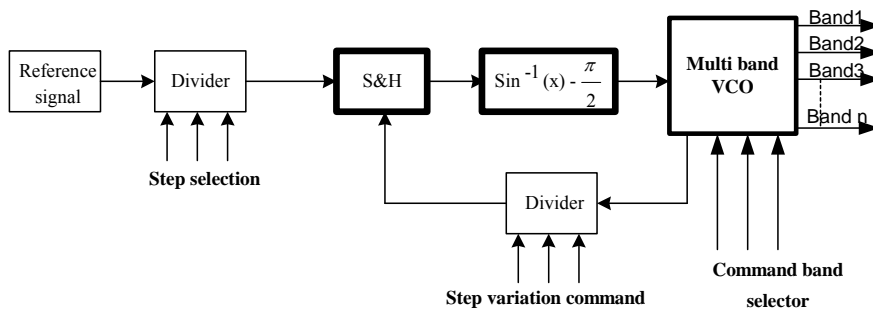 Reference
signal
Divider
Step selection
S&H
Sin -1 (x) - π
2
Multi band
VCO
Band1
Band2
Band3
Band n
Divider
Step variation command
Command band
selector